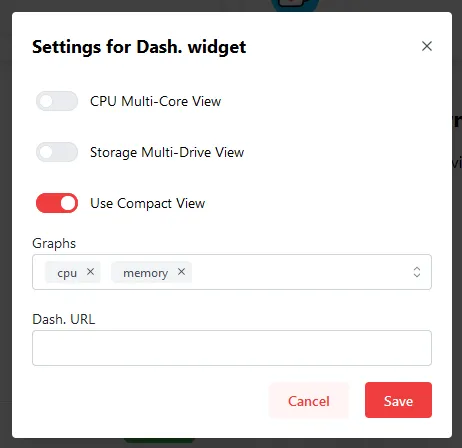 Settings for Dash. widget
CPU Multi-Core View
Storage Multi-Drive View
Use Compact View
Graphs
cpu memory
Dash. URL
Cancel Save